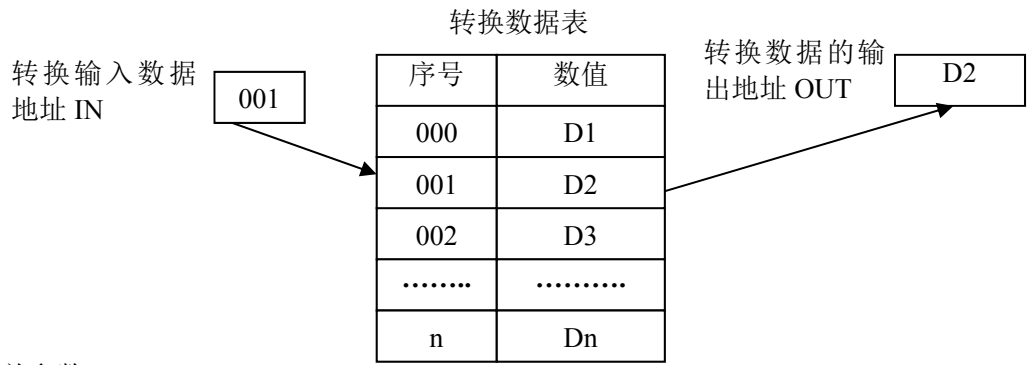 转换数据表
转换输入数据
地址 IN
001
序号 数值
000 D1
001 D2
002 D3
…….. ……….
n Dn
转换数据的输
出地址 OUT
D2